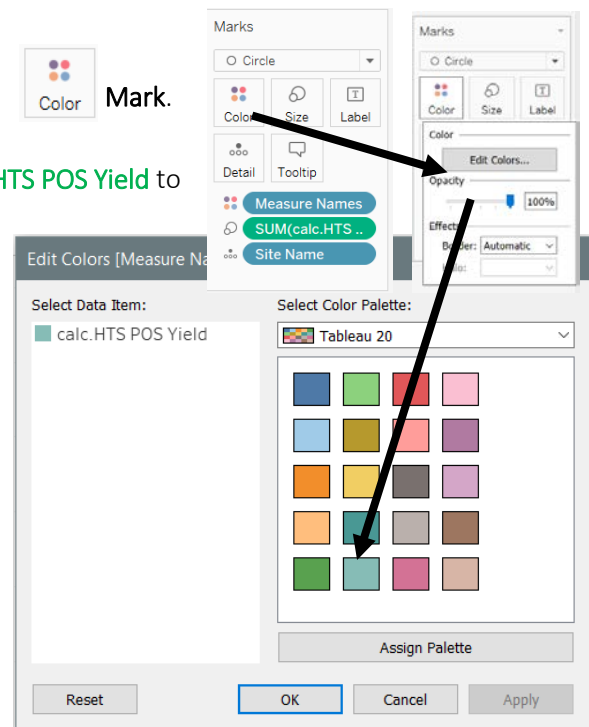 Color Mark.
HTS POS Yield to
Marks
Circle
Color Size Label
Detail Tooltip
Measure Names
SUM(calc.HTS ..
Site Name
Marks
Circle
Color Size Label
Color
Edit Colors...
Opacity
100%
Effects
Border: Automatic
Halo:
Edit Colors [Measure Na
Select Data Item:
calc.HTS POS Yield
Select Color Palette:
Tableau 20
Assign Palette
Reset OK Cancel Apply